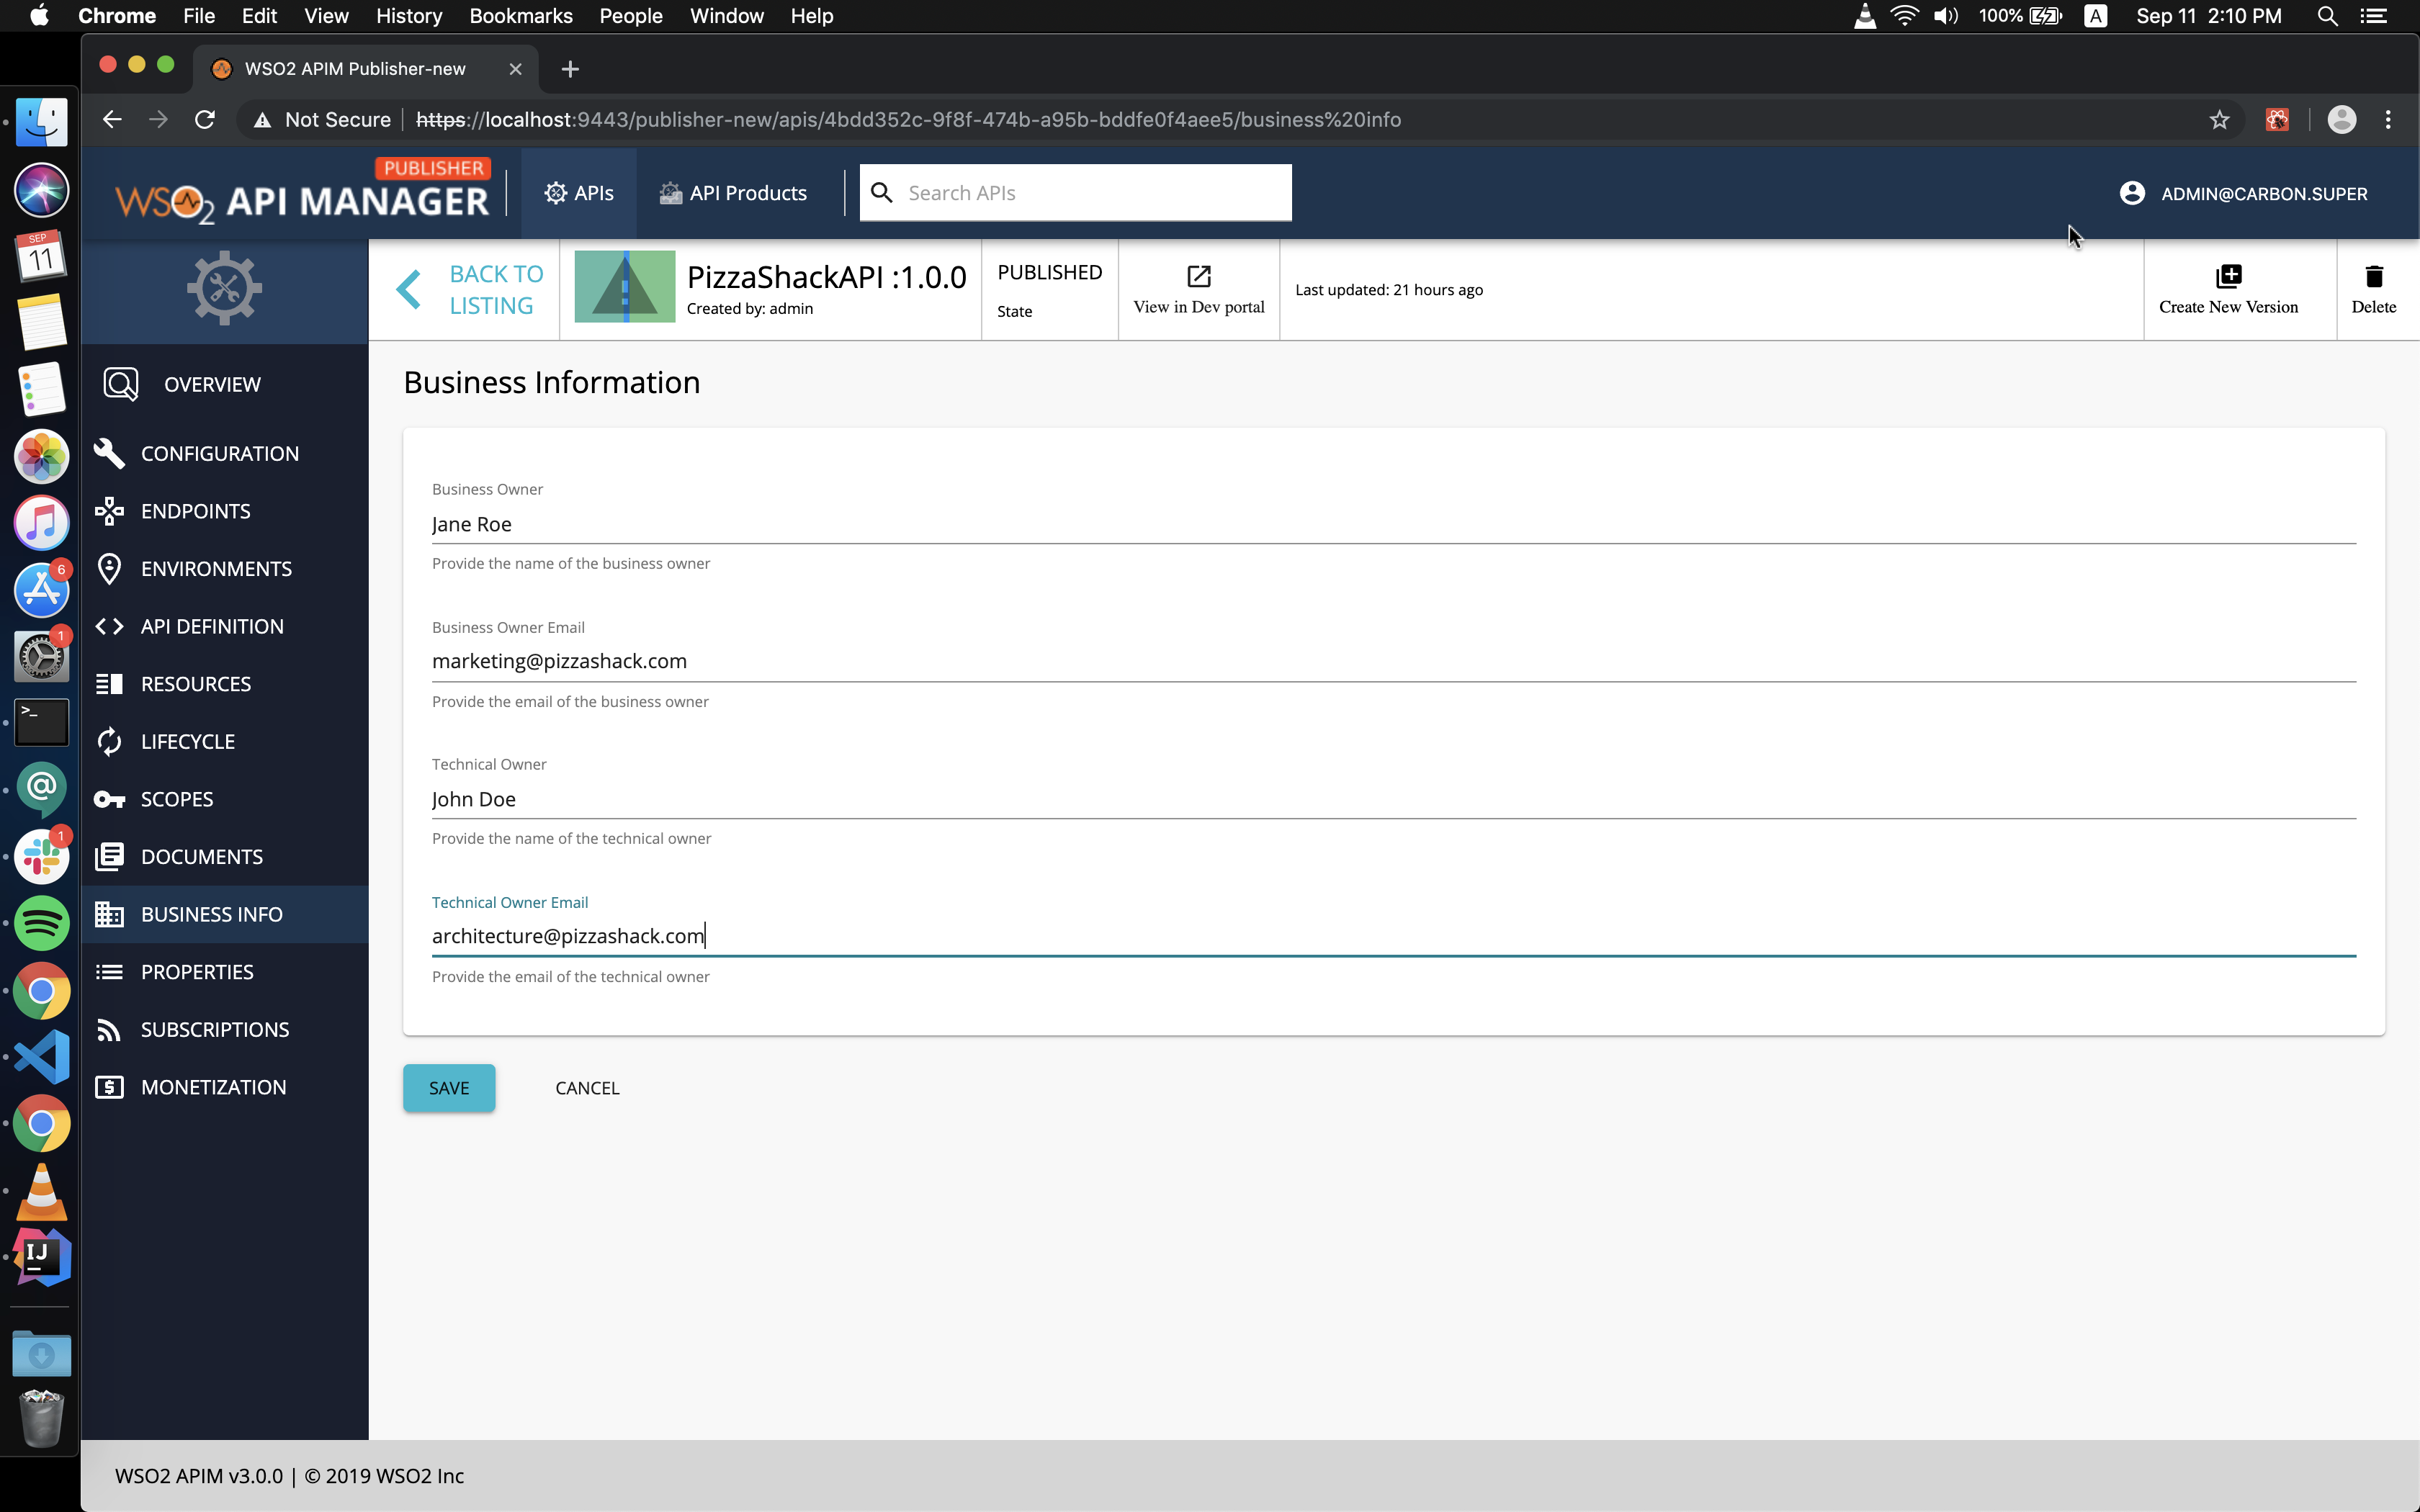 Chrome File Edit View History Bookmarks People Window Help
100% A Sep 11 2:10 PM
WSO2 APIM Publisher-new
Not Secure https://localhost:9443/publisher-new/apis/4bdd352c-9f8f-474b-a95b-bddfe0f4aee5/business%20info
PUBLISHER
WSO2 API MANAGER
APIs
API Products
Search APIs
ADMIN@CARBON.SUPER
BACK TO
LISTING
PizzaShackAPI :1.0.0
Created by: admin
PUBLISHED
State
View in Dev portal
Last updated: 21 hours ago
Create New Version
Delete
SEP
11
6
1
>_
@
1
IJ
OVERVIEW
CONFIGURATION
ENDPOINTS
ENVIRONMENTS
API DEFINITION
RESOURCES
LIFECYCLE
SCOPES
DOCUMENTS
BUSINESS INFO
PROPERTIES
SUBSCRIPTIONS
MONETIZATION
Business Information
Business Owner
Jane Roe
Provide the name of the business owner
Business Owner Email
marketing@pizzashack.com
Provide the email of the business owner
Technical Owner
John Doe
Provide the name of the technical owner
Technical Owner Email
architecture@pizzashack.com
Provide the email of the technical owner
SAVE
CANCEL
WSO2 APIM v3.0.0 | © 2019 WSO2 Inc